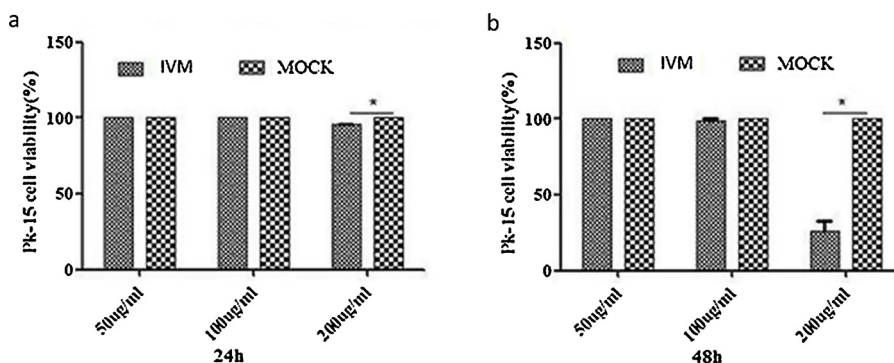 a
150
IVM
MOCK
*
100
50
0
Pk-15 cell viability(%)
50ug/ml
100ug/ml
200ug/ml
24h
b
150
IVM
MOCK
*
100
50
0
Pk-15 cell viability(%)
50ug/ml
100ug/ml
200ug/ml
48h